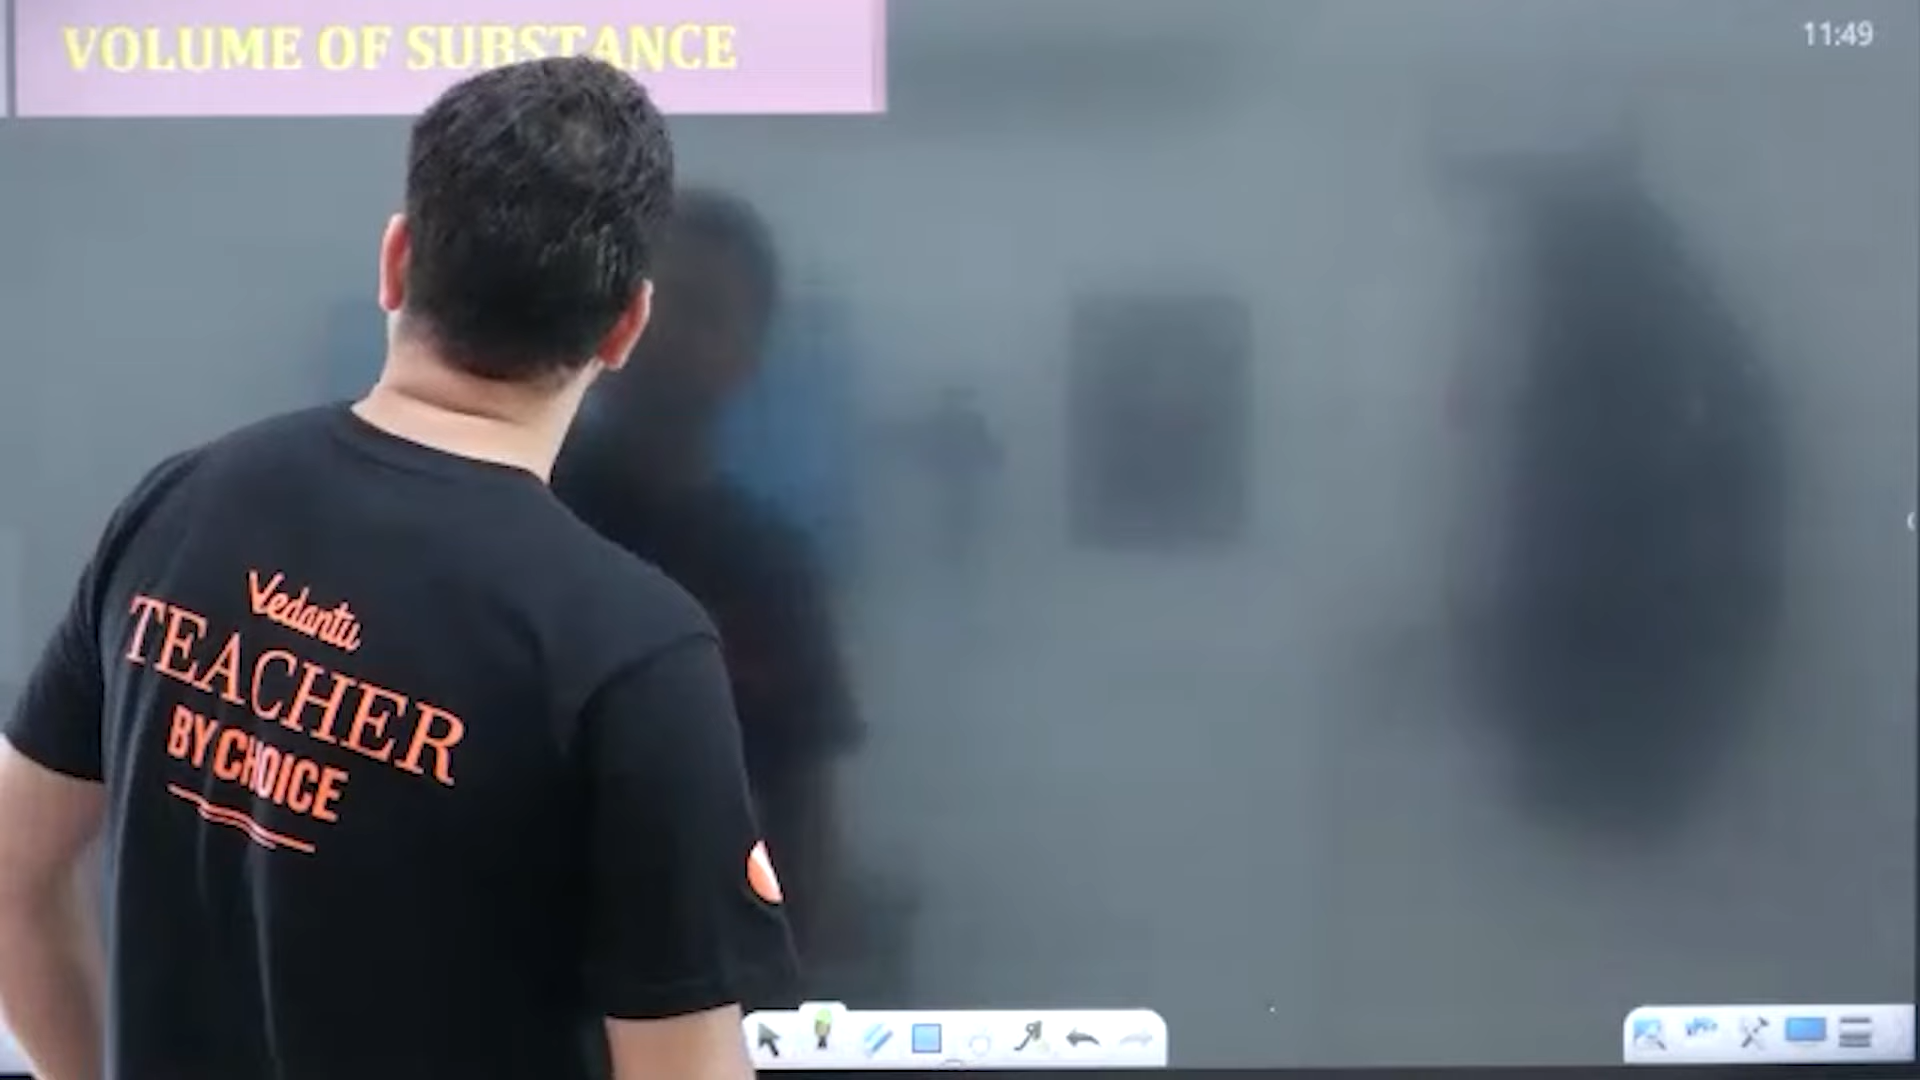 VOLUME OF SUBSTANCE
11:49
Vedantu
TEACHER
BY CHOICE